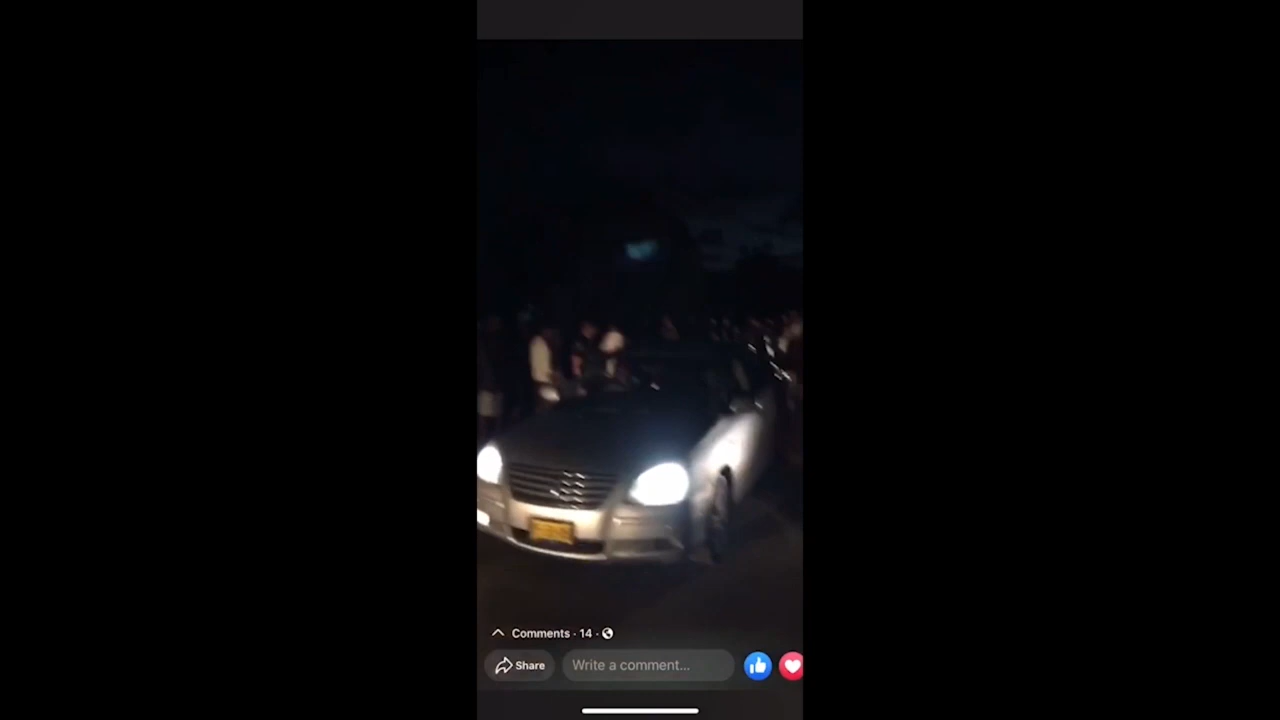 Comments · 14 ·
Share
Write a comment...